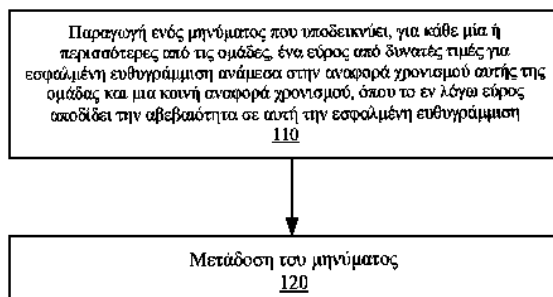 Παραγωγή ενός μηνύματος που υποδεικνύει, για κάθε μία ή
περισσότερες από τις ομάδες, ένα εύρος από δυνατές τιμές για
εσφαλμένη ευθυγράμμιση ανάμεσα στην αναφορά χρονισμού αυτής της
ομάδας και μια κοινή αναφορά χρονισμού, όπου το εν λόγω εύρος
αποδίδει την αβεβαιότητα σε αυτή την εσφαλμένη ευθυγράμμιση
110
Μετάδοση του μηνύματος
120